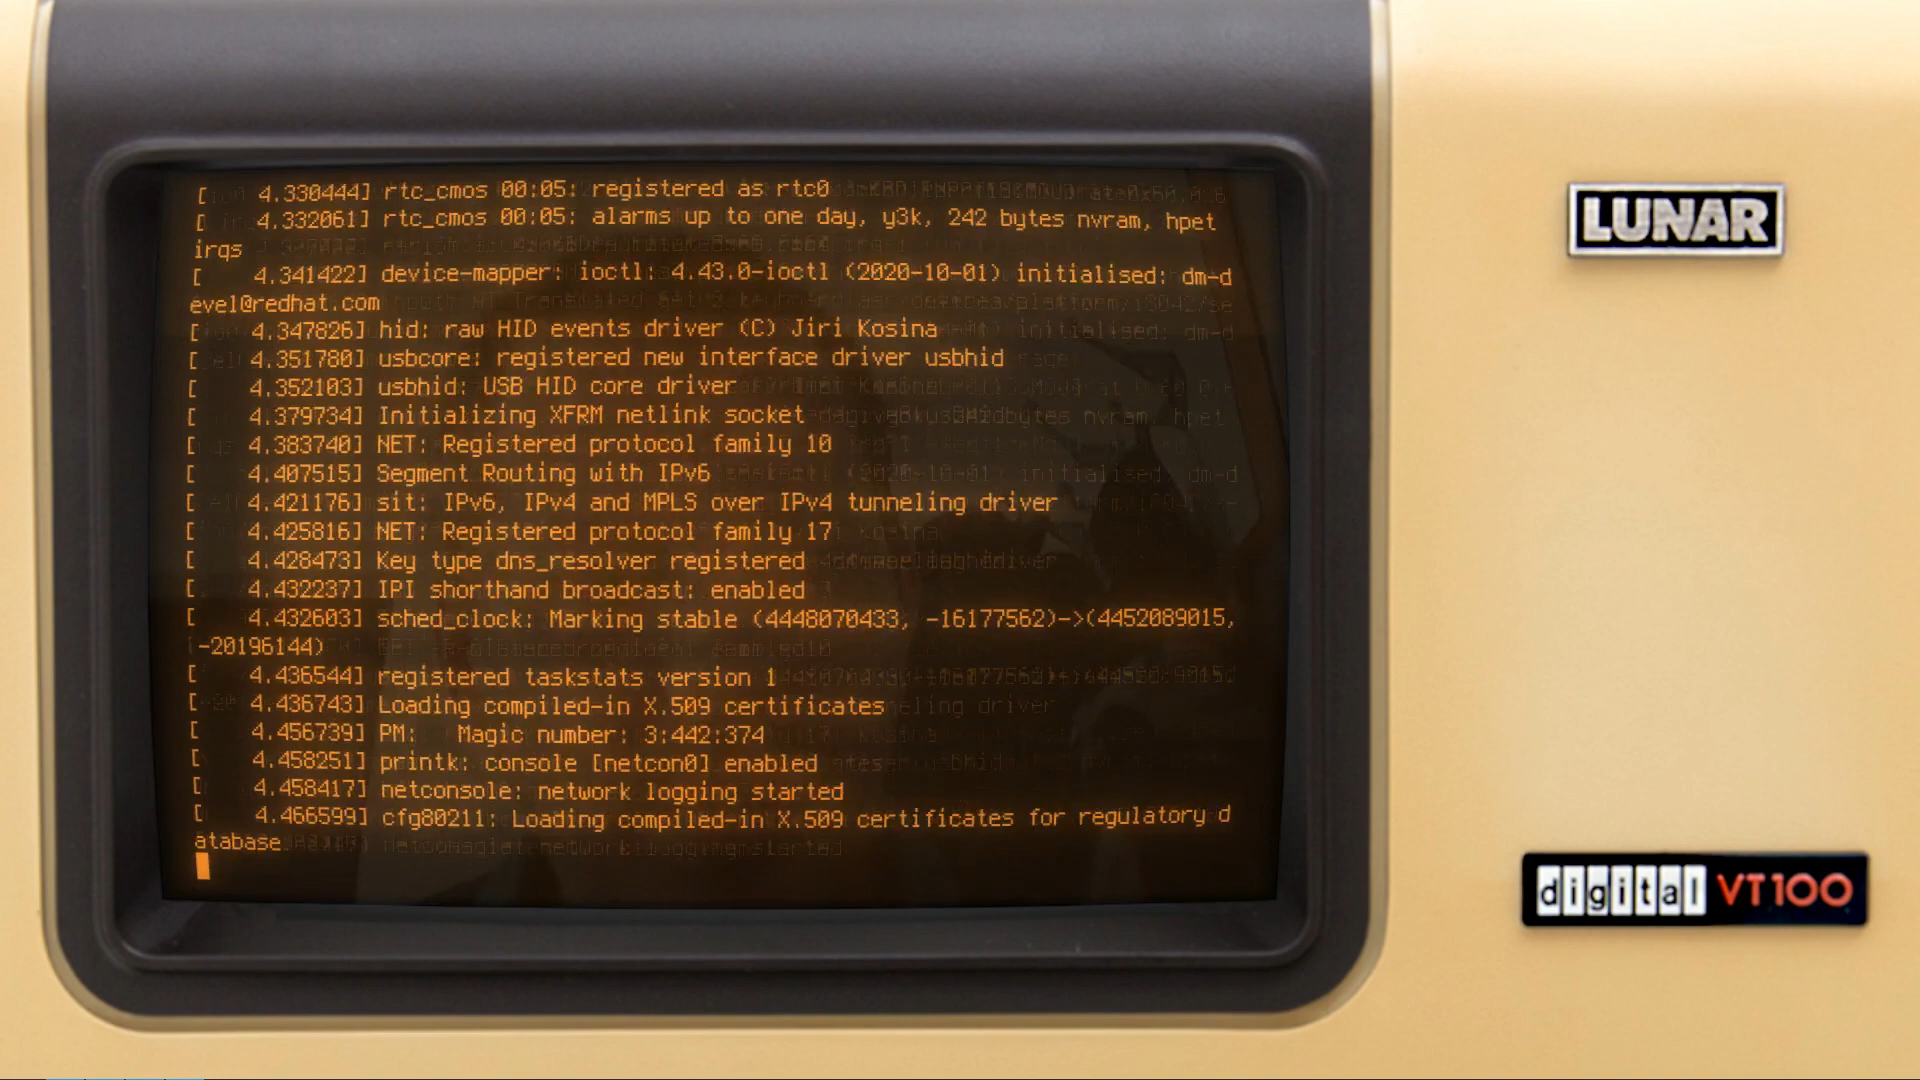 [    4.330444] rtc_cmos 00:05: registered as rtc0
[    4.332061] rtc_cmos 00:05: alarms up to one day, y3k, 242 bytes nvram, hpet
irqs
[    4.341422] device-mapper: ioctl: 4.43.0-ioctl (2020-10-01) initialised: dm-d
evel@redhat.com
[    4.347826] hid: raw HID events driver (C) Jiri Kosina
[    4.351780] usbcore: registered new interface driver usbhid
[    4.352103] usbhid: USB HID core driver
[    4.379734] Initializing XFRM netlink socket
[    4.383740] NET: Registered protocol family 10
[    4.407515] Segment Routing with IPv6
[    4.421176] sit: IPv6, IPv4 and MPLS over IPv4 tunneling driver
[    4.425816] NET: Registered protocol family 17
[    4.428473] Key type dns_resolver registered
[    4.432237] IPI shorthand broadcast: enabled
[    4.432603] sched_clock: Marking stable (4448070433, -16177562)->(4452089015,
-20196144)
[    4.436544] registered taskstats version 1
[    4.436743] Loading compiled-in X.509 certificates
[    4.456739] PM:   Magic number: 3:442:374
[    4.458251] printk: console [netcon0] enabled
[    4.458417] netconsole: network logging started
[    4.466599] cfg80211: Loading compiled-in X.509 certificates for regulatory d
atabase
LUNAR
digital VT100